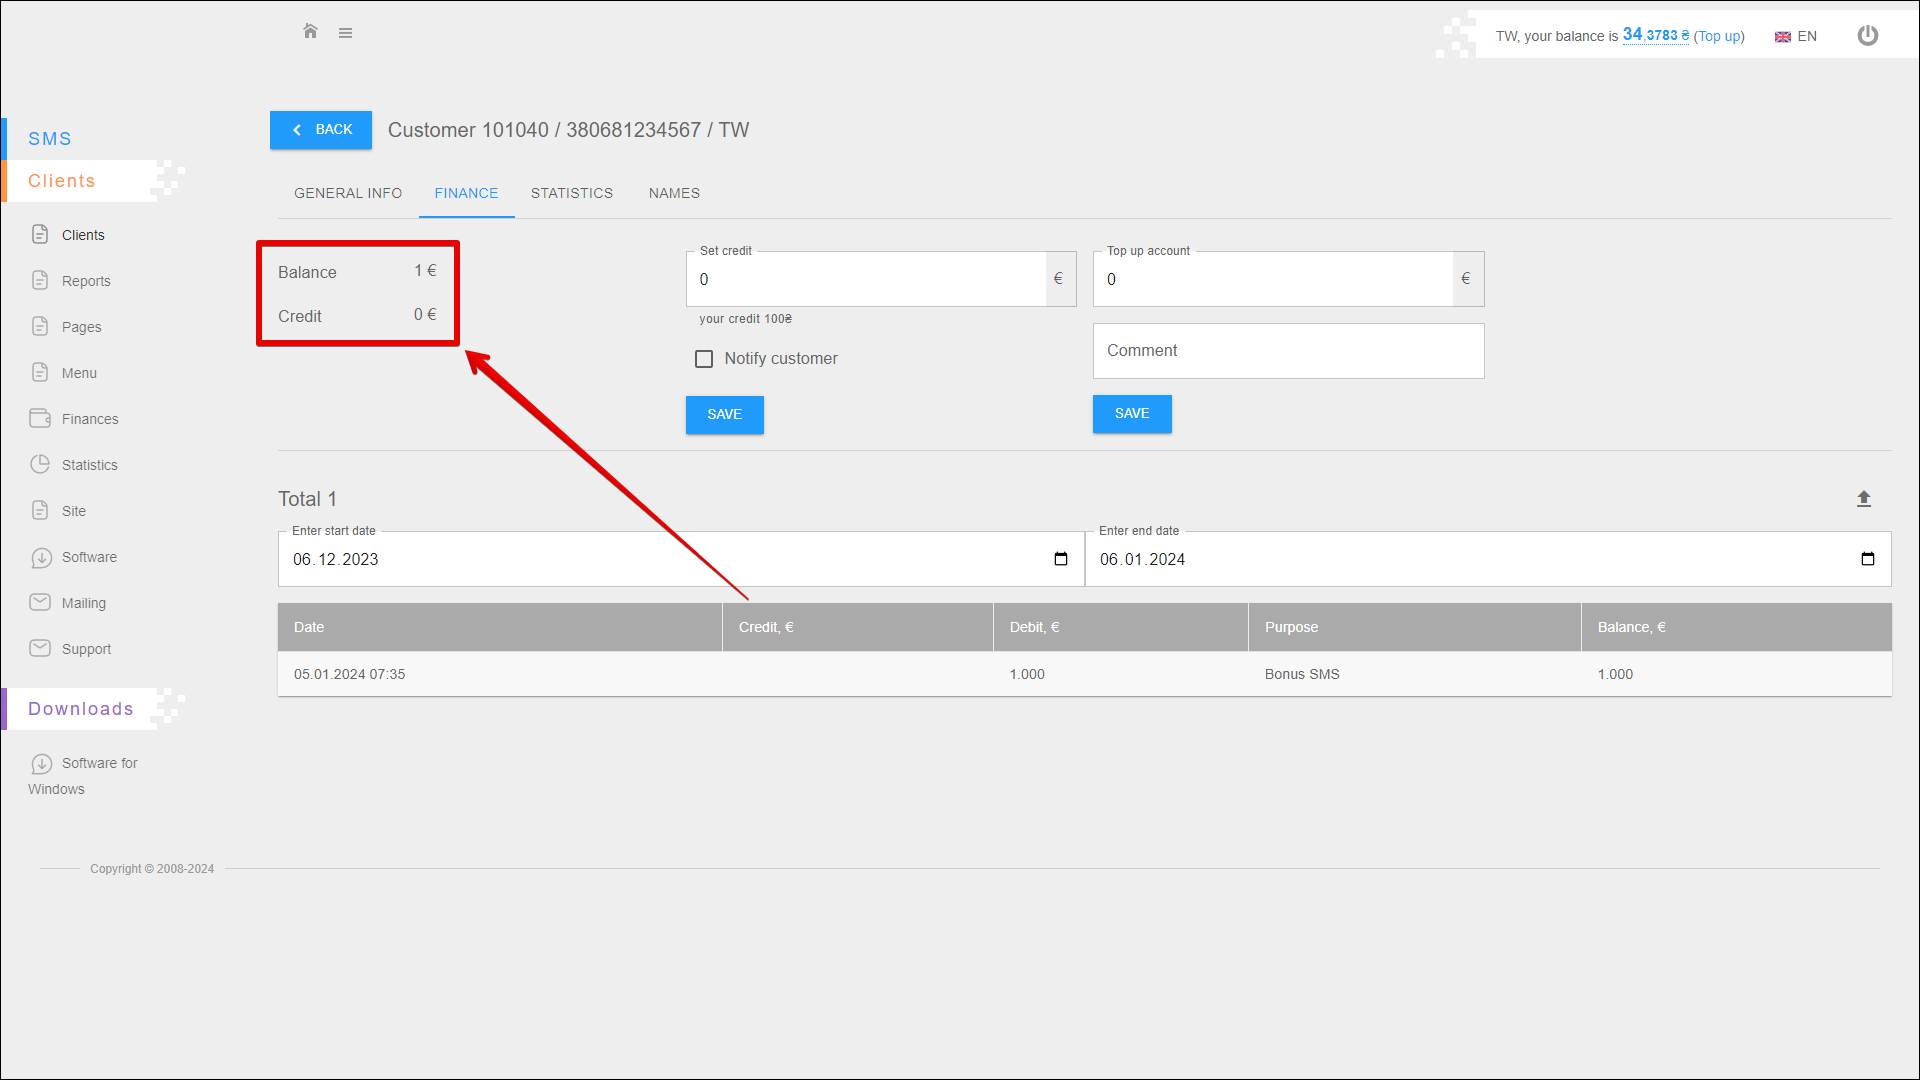 TW, your balance is 34,3783 ₴ (Top up) EN
BACK Customer 101040 / 380681234567 / TW
SMS
Clients
Clients
Reports
Pages
Menu
Finances
Statistics
Site
Software
Mailing
Support
Downloads
Software for
Windows
GENERAL INFO FINANCE STATISTICS NAMES
Balance 1 €
Credit 0 €
Set credit
0 €
your credit 100₴
Notify customer
SAVE
Top up account
0 €
Comment
SAVE
Total 1
Enter start date
06.12.2023
Enter end date
06.01.2024
Date Credit, € Debit, € Purpose Balance, €
05.01.2024 07:35 1.000 Bonus SMS 1.000
Copyright © 2008-2024